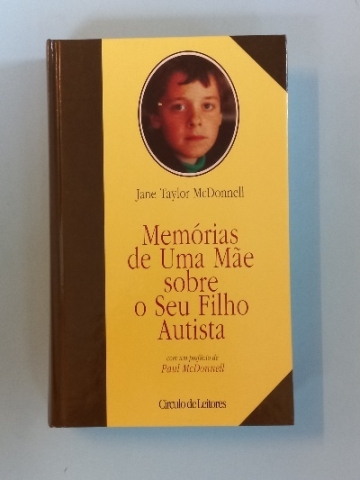 Jane Taylor McDonnell
Memórias
de Uma Mãe
sobre
o Seu Filho
Autista
com um prefácio de
Paul McDonnell
Círculo de Leitores